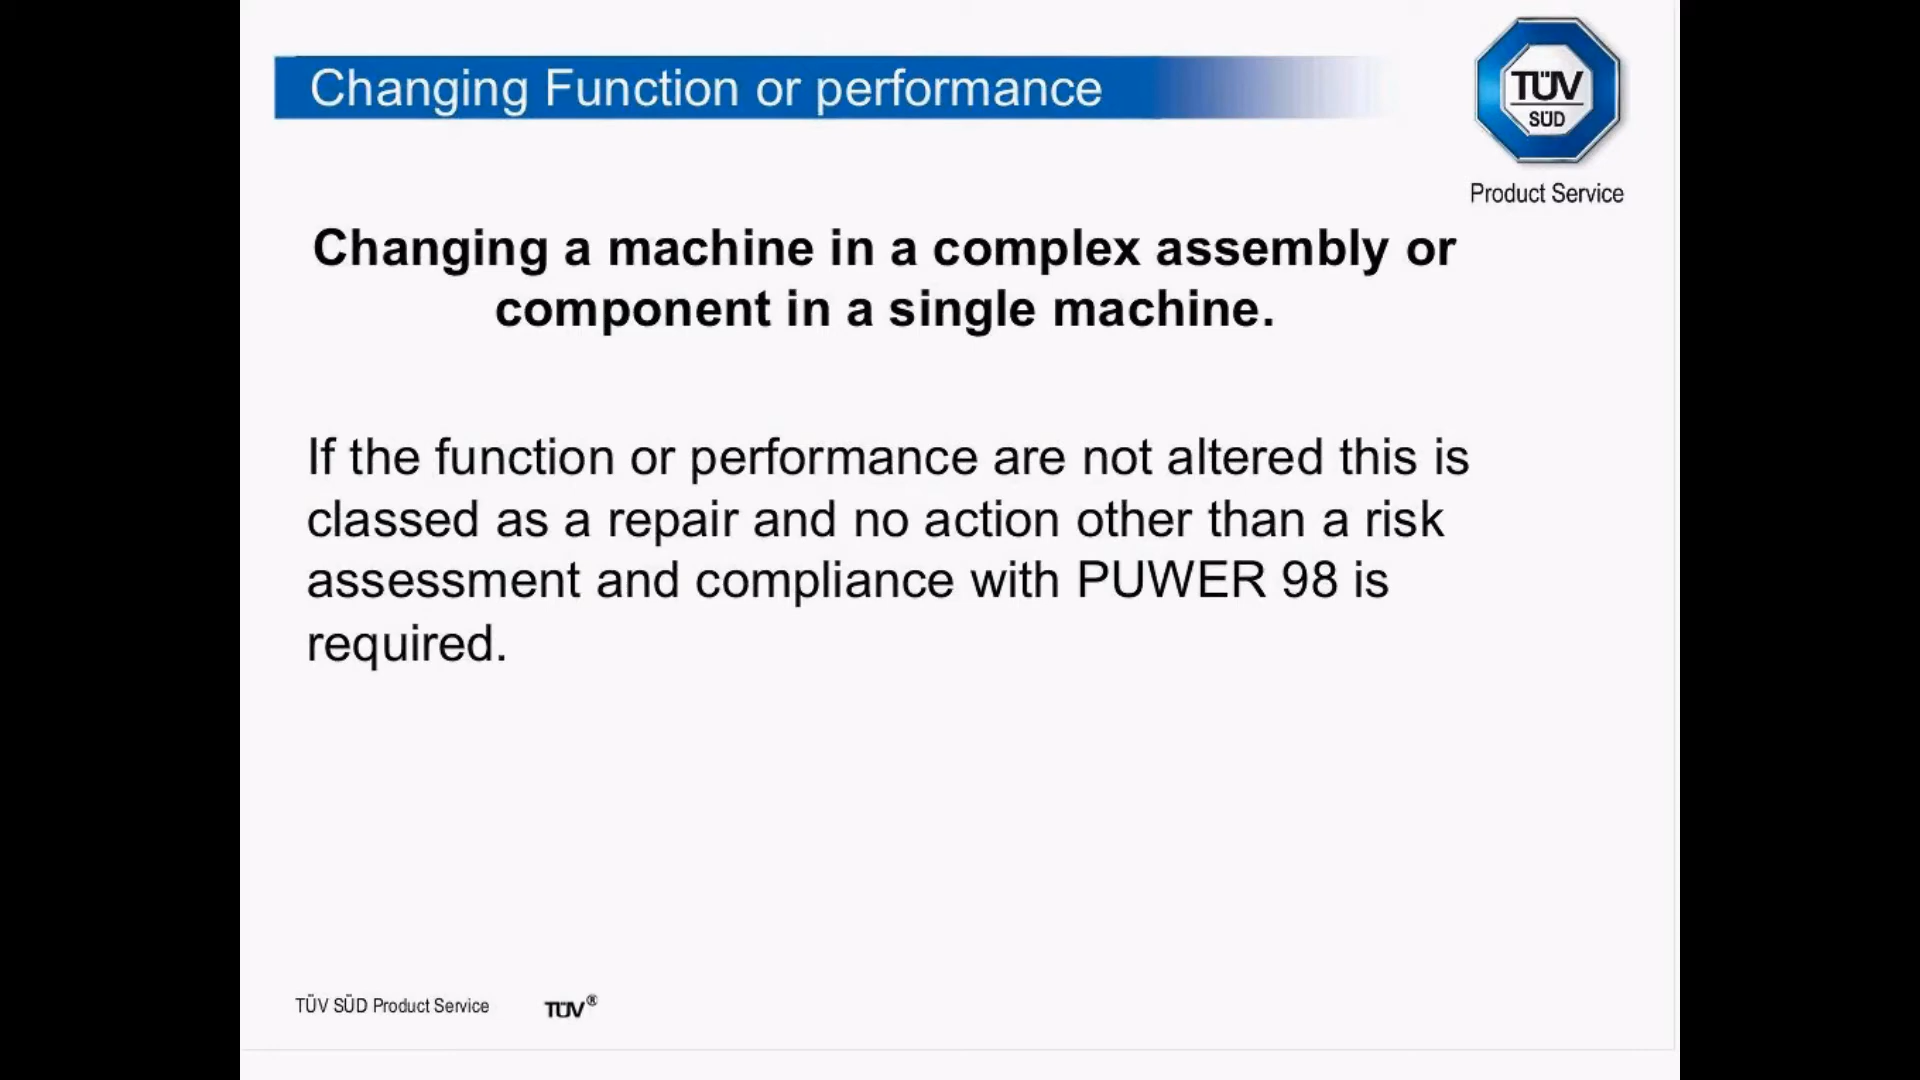 Changing Function or performance
TÜV
SÜD
Product Service
Changing a machine in a complex assembly or
component in a single machine.
If the function or performance are not altered this is
classed as a repair and no action other than a risk
assessment and compliance with PUWER 98 is
required.
TÜV SÜD Product Service TÜV®